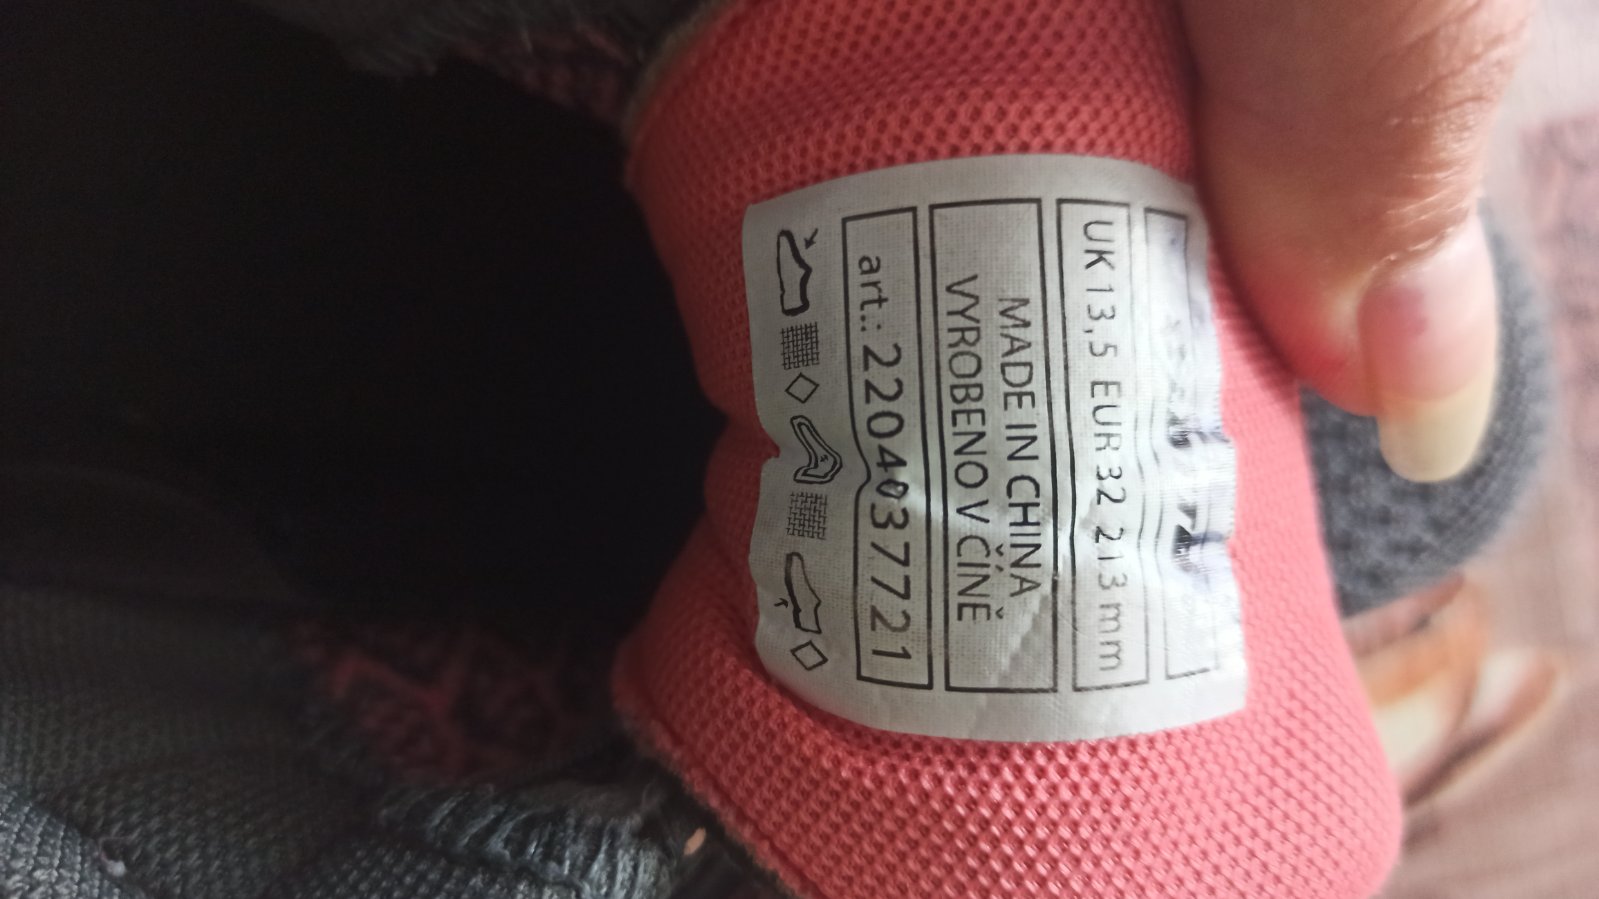 UK 13,5 EUR 32 213 mm
MADE IN CHINA
VYROBENO V ČÍNĚ
art.: 2204037721